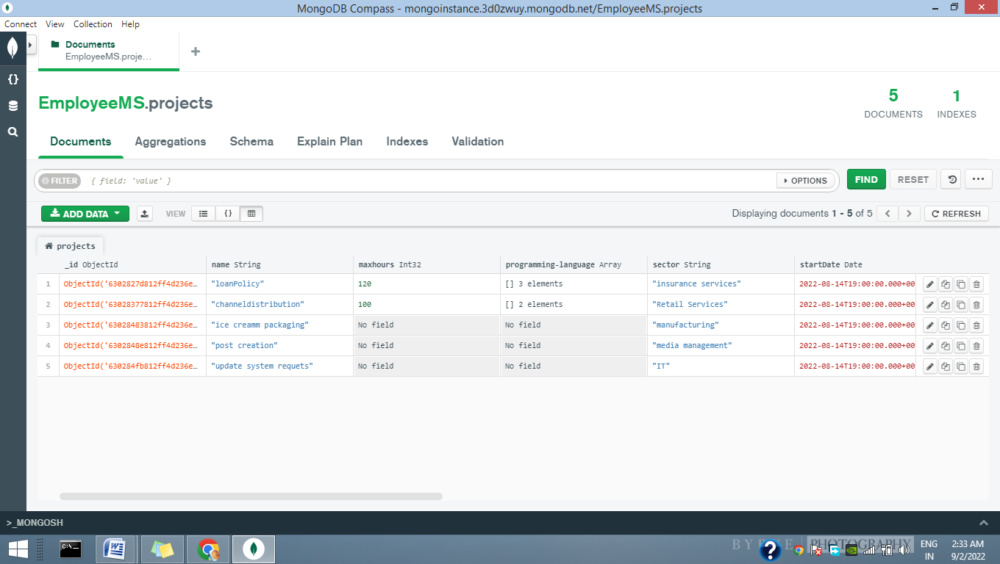 MongoDB Compass - mongoinstance.3d0zwuy.mongodb.net/EmployeeMS.projects
Connect View Collection Help
Documents
EmployeeMS.proje...
EmployeeMS.projects
5 DOCUMENTS
1 INDEXES
Documents Aggregations Schema Explain Plan Indexes Validation
FILTER { field: 'value' } OPTIONS FIND RESET
ADD DATA VIEW {} Displaying documents 1 - 5 of 5 REFRESH
projects
_id ObjectId name String maxhours Int32 programming-language Array sector String startDate Date
1 ObjectId('6302827d812ff4d236e… "loanPolicy" 120 [] 3 elements "insurance services" 2022-08-14T19:00:00.000+00
2 ObjectId('63028377812ff4d236e… "channeldistribution" 100 [] 2 elements "Retail Services" 2022-08-14T19:00:00.000+00
3 ObjectId('63028483812ff4d236e… "ice creamm packaging" No field No field "manufacturing" 2022-08-14T19:00:00.000+00
4 ObjectId('6302848e812ff4d236e… "post creation" No field No field "media management" 2022-08-14T19:00:00.000+00
5 ObjectId('630284fb812ff4d236e… "update system requets" No field No field "IT" 2022-08-14T19:00:00.000+00
>_MONGOSH
PHOTOGRAPHY
ENG 2:33 AM
IN 9/2/2022